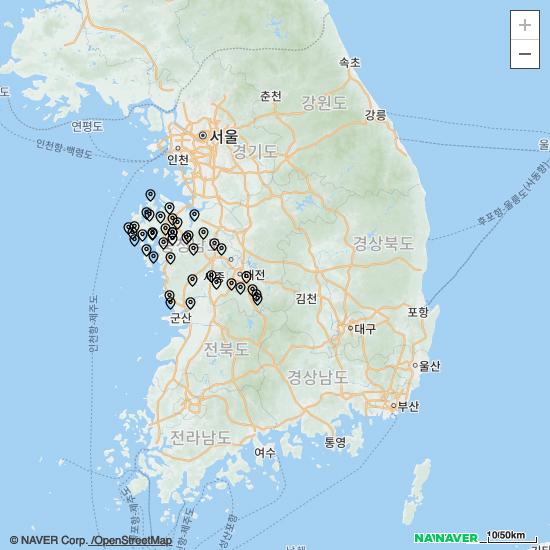 +
−
속초
춘천
강원도
강릉
도
연평도
서울
인천항-백령도
인천
경기도
울
후포항-울릉도(사동항)
경상북도
대전
인천항-제주도
김천
포항
군산
대구
전북도
경상남도
울산
부산
전라남도
여수
통영
© NAVER Corp. /OpenStreetMap
NAVER
10/50km